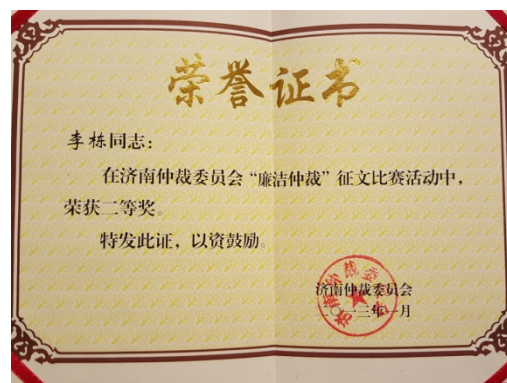 荣誉证书
李栋同志：
在济南仲裁委员会“廉洁仲裁”征文比赛活动中，
荣获二等奖。
特发此证，以资鼓励。
济南仲裁委员会
二〇一三年一月